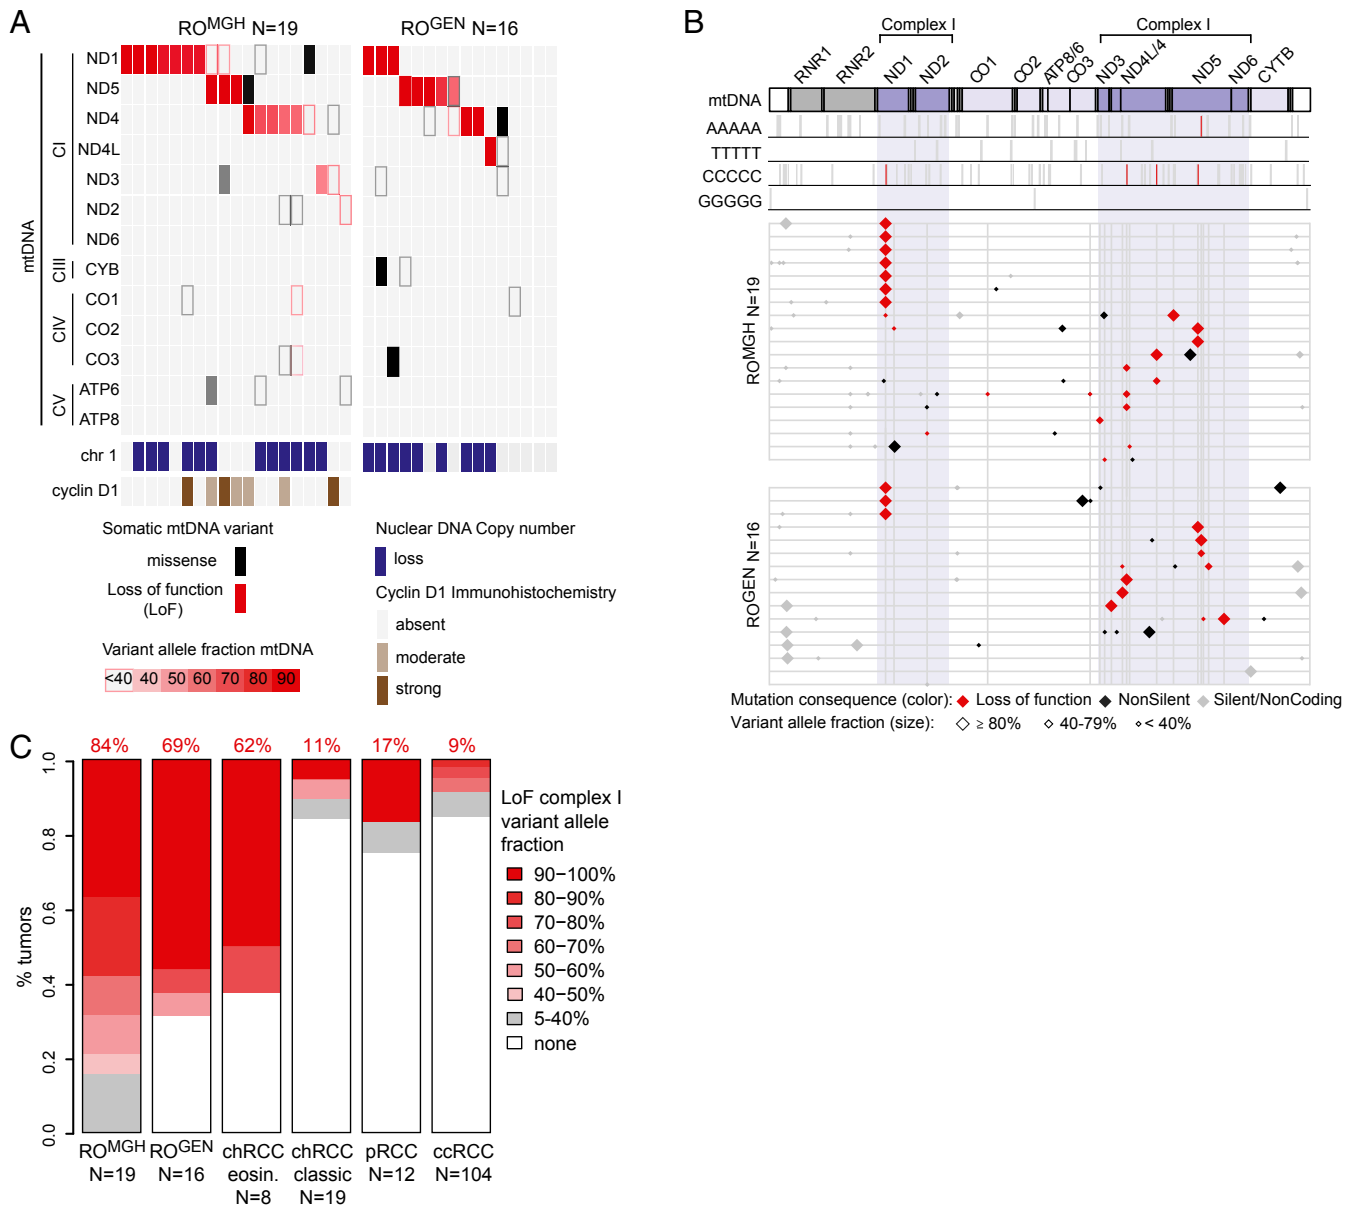 A
RO^MGH N=19
RO^GEN N=16
mtDNA
CI
CIII
CIV
CV
ND1
ND5
ND4
ND4L
ND3
ND2
ND6
CYB
CO1
CO2
CO3
ATP6
ATP8
chr 1
cyclin D1
Somatic mtDNA variant
missense
Loss of function
(LoF)
Variant allele fraction mtDNA
<40 40 50 60 70 80 90
Nuclear DNA Copy number
loss
Cyclin D1 Immunohistochemistry
absent
moderate
strong
B
Complex I
Complex I
RNR1 RNR2 ND1 ND2 CO1 CO2 ATP8/6 CO3 ND3 ND4L/4 ND5 ND6 CYTB
mtDNA
AAAAA
TTTTT
CCCCC
GGGGG
RO^MGH N=19
RO^GEN N=16
Mutation consequence (color): Loss of function NonSilent Silent/NonCoding
Variant allele fraction (size): ≥ 80% 40-79% < 40%
C
84% 69% 62% 11% 17% 9%
% tumors
1.0
0.8
0.6
0.4
0.2
0.0
RO^MGH
N=19
RO^GEN
N=16
chRCC
eosin.
N=8
chRCC
classic
N=19
pRCC
N=12
ccRCC
N=104
LoF complex I
variant allele
fraction
90−100%
80−90%
70−80%
60−70%
50−60%
40−50%
5-40%
none